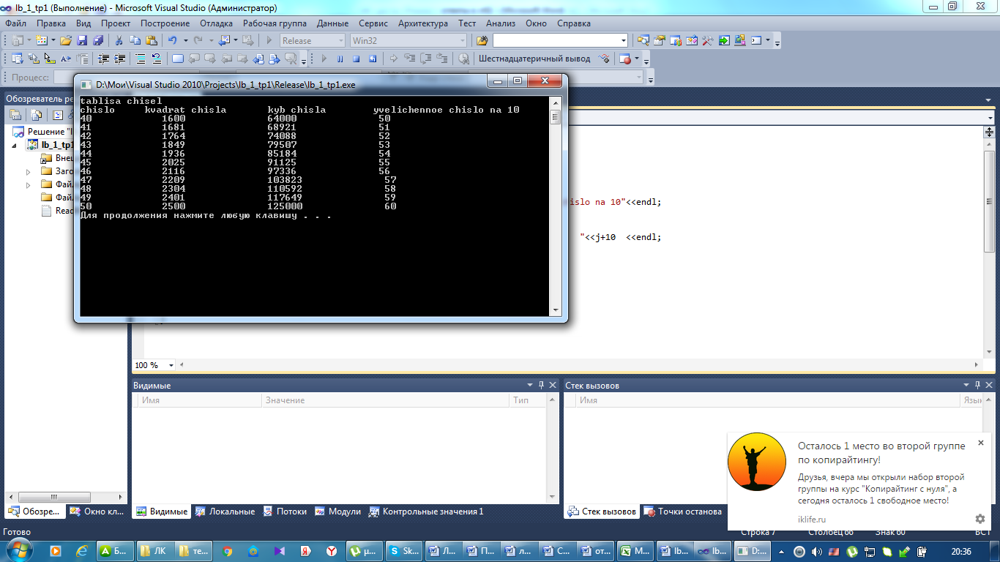 lb_1_tp1 (Выполнение) - Microsoft Visual Studio (Администратор)
Файл Правка Вид Проект Построение Отладка Рабочая группа Данные Сервис Архитектура Тест Анализ Окно Справка
Release Win32
Шестнадцатеричный вывод
Процесс:
D:\Мои\Visual Studio 2010\Projects\lb_1_tp1\Release\lb_1_tp1.exe
tablisa chisel
chislo kvadrat chisla kyb chisla yvelichennoe chislo na 10
40 1600 64000 50
41 1681 68921 51
42 1764 74088 52
43 1849 79507 53
44 1936 85184 54
45 2025 91125 55
46 2116 97336 56
47 2209 103823 57
48 2304 110592 58
49 2401 117649 59
50 2500 125000 60
Для продолжения нажмите любую клавишу . . .
Обозреватель ре
Решение "l
lb_1_tp1
Внеш
Заго
Файл
Файл
Read
islo na 10"<<endl;
"<<j+10 <<endl;
100 %
Видимые
Имя Значение Тип
Стек вызовов
Имя Язык
Обозре... Окно кл...
Видимые Локальные Потоки Модули Контрольные значения 1
Стек вызовов Точки останова
Осталось 1 место во второй группе
по копирайтингу!
Друзья, вчера мы открыли набор второй
группы на курс "Копирайтинг с нуля", а
сегодня осталось 1 свободное место!
iklife.ru
Готово Строка 7 Столбец 66 Знак 60 ВСТ
Б... ЛК те... µ... Sk... Л... П... л... С... от... М... lb... lb... D:... 20:36